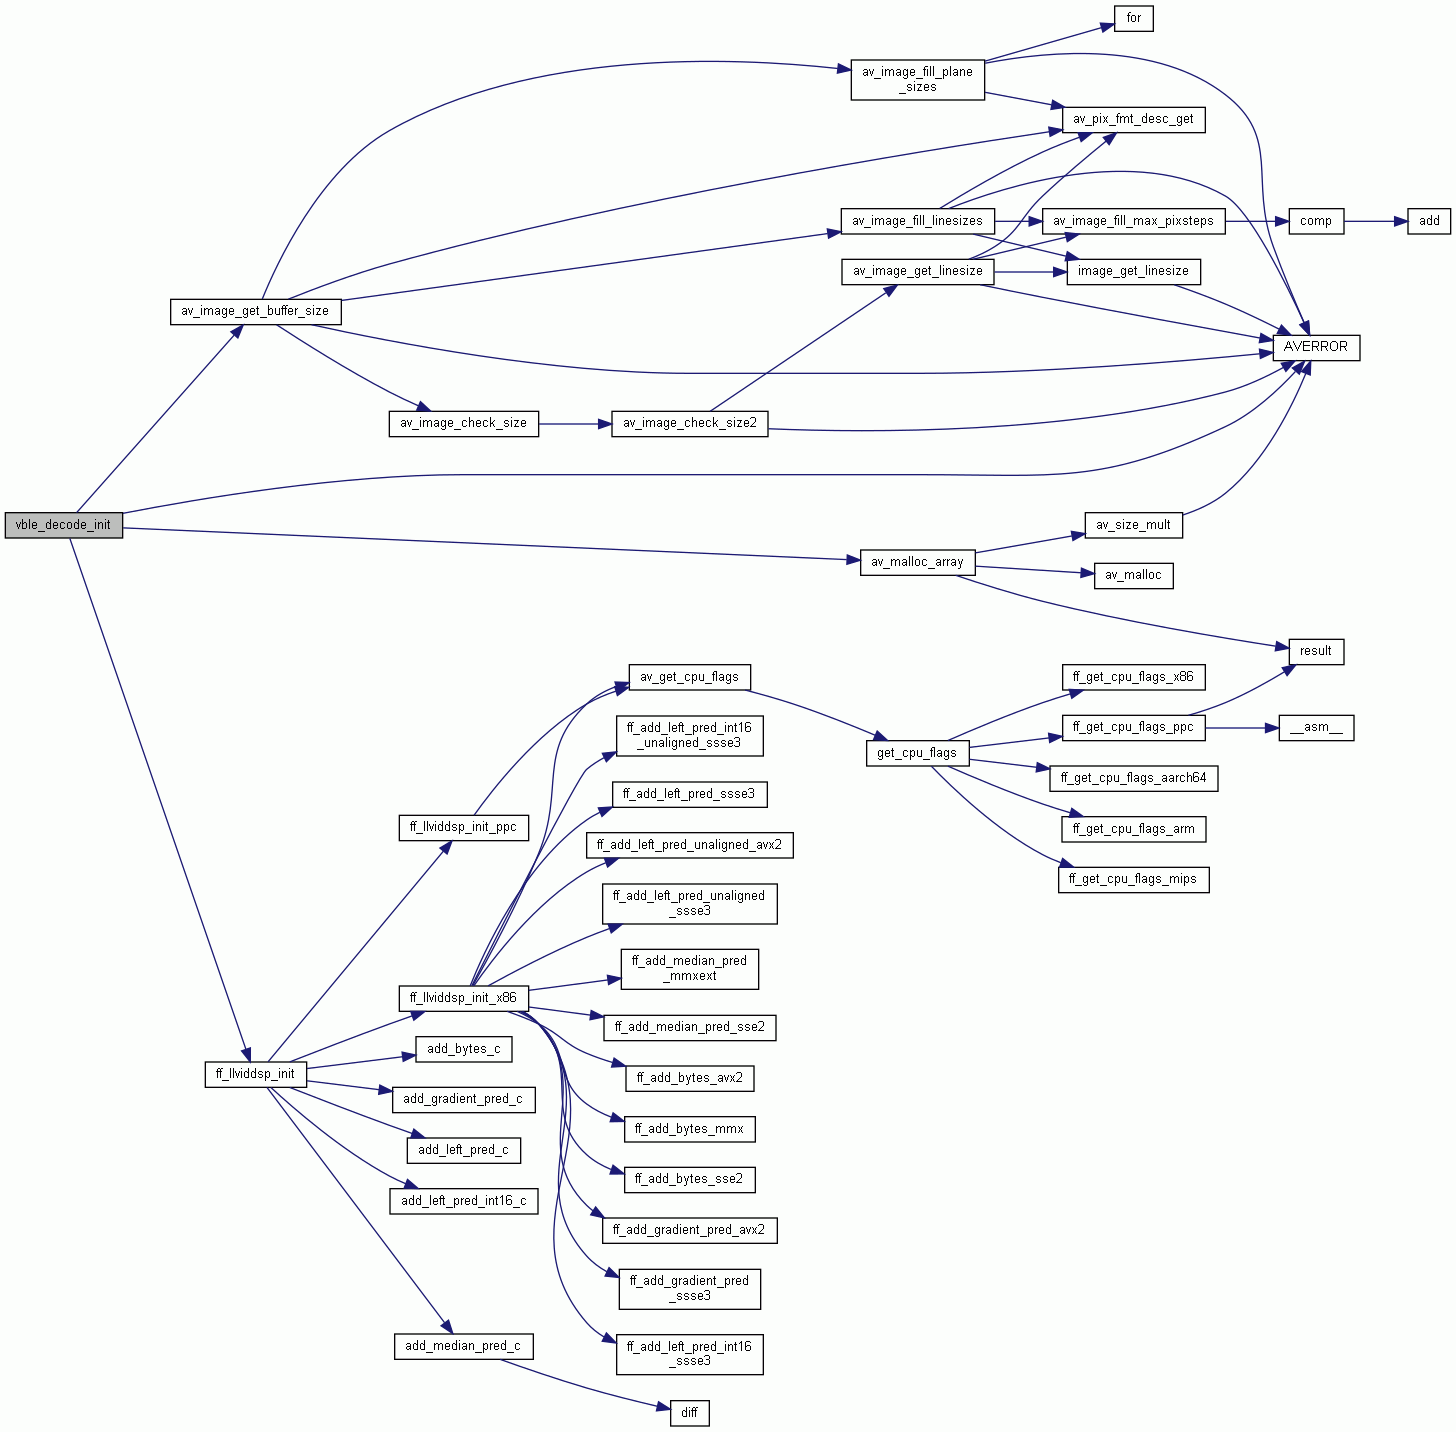 for
av_image_fill_plane
_sizes
av_pix_fmt_desc_get
av_image_fill_linesizes
av_image_fill_max_pixsteps
comp
add
av_image_get_linesize
image_get_linesize
av_image_get_buffer_size
AVERROR
av_image_check_size
av_image_check_size2
vble_decode_init
av_size_mult
av_malloc_array
av_malloc
result
av_get_cpu_flags
ff_get_cpu_flags_x86
ff_add_left_pred_int16
_unaligned_ssse3
ff_get_cpu_flags_ppc
__asm__
get_cpu_flags
ff_get_cpu_flags_aarch64
ff_add_left_pred_ssse3
ff_llviddsp_init_ppc
ff_get_cpu_flags_arm
ff_add_left_pred_unaligned_avx2
ff_get_cpu_flags_mips
ff_add_left_pred_unaligned
_ssse3
ff_add_median_pred
_mmxext
ff_llviddsp_init_x86
ff_add_median_pred_sse2
add_bytes_c
ff_llviddsp_init
ff_add_bytes_avx2
add_gradient_pred_c
ff_add_bytes_mmx
add_left_pred_c
ff_add_bytes_sse2
add_left_pred_int16_c
ff_add_gradient_pred_avx2
ff_add_gradient_pred
_ssse3
add_median_pred_c
ff_add_left_pred_int16
_ssse3
diff